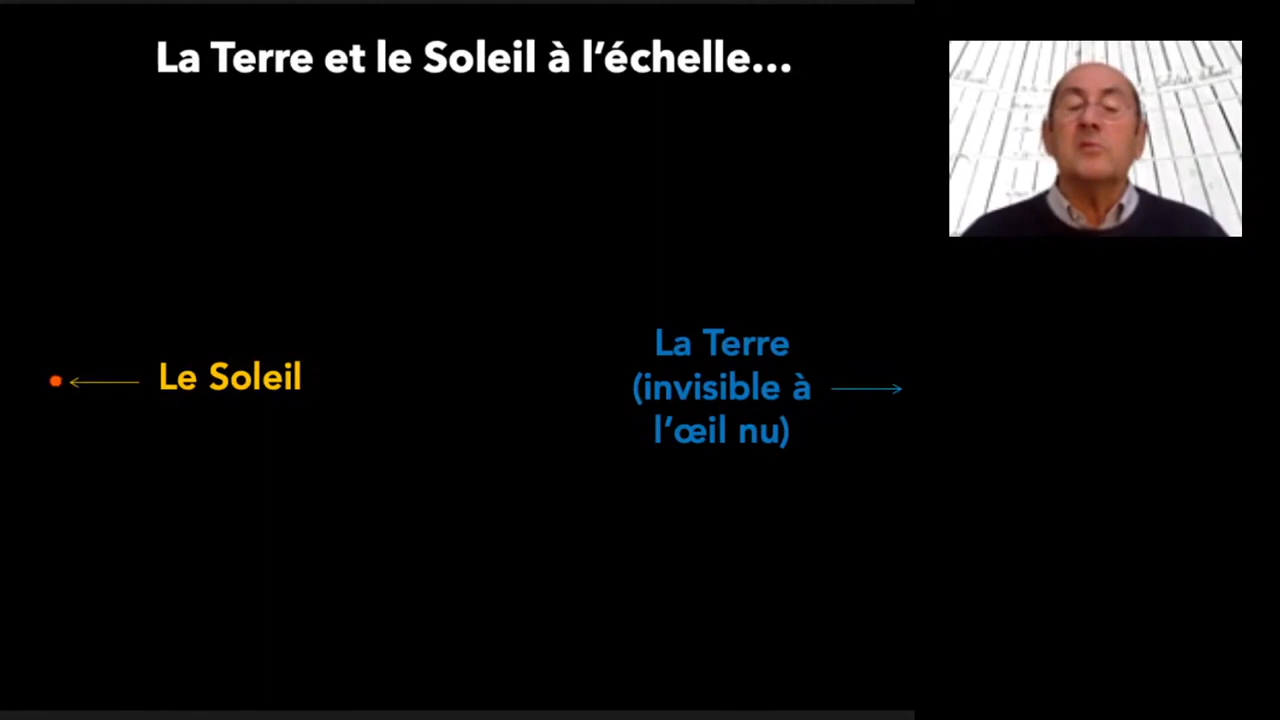 La Terre et le Soleil à l’échelle…
Le Soleil
La Terre
(invisible à
l’œil nu)